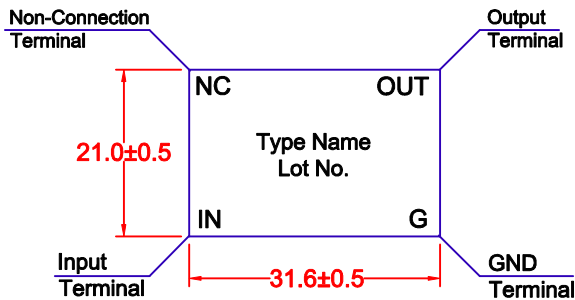 Non-Connection
Terminal
Output
Terminal
NC
OUT
21.0±0.5
Type Name
Lot No.
IN
G
Input
Terminal
31.6±0.5
GND
Terminal